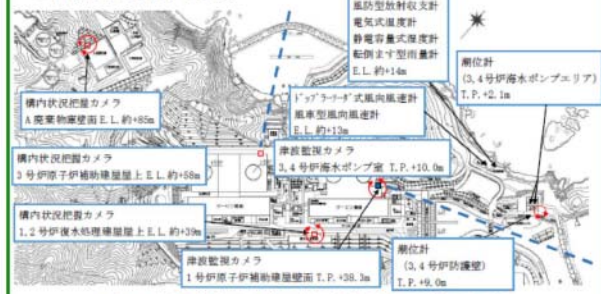 風防型放射収支計
電気式湿度計
静電容量式湿度計
転倒ます型雨量計
E.L.約+14m
潮位計
(3,4号炉海水ポンプエリア)
T.P.+2.1m
ドップラーソーダ式風向風速計
風車型風向風速計
E.L.約+13m
構内状況把握カメラ
A廃棄物庫壁面E.L.約+85m
津波監視カメラ
3,4号炉海水ポンプ室 T.P.+10.0m
構内状況把握カメラ
3号炉原子炉補助建屋屋上E.L.約+58m
構内状況把握カメラ
1,2号炉復水処理建屋屋上E.L.約+39m
津波監視カメラ
1号炉原子炉補助建屋壁面 T.P.+38.3m
潮位計
(3,4号炉防護壁)
T.P.+9.0m